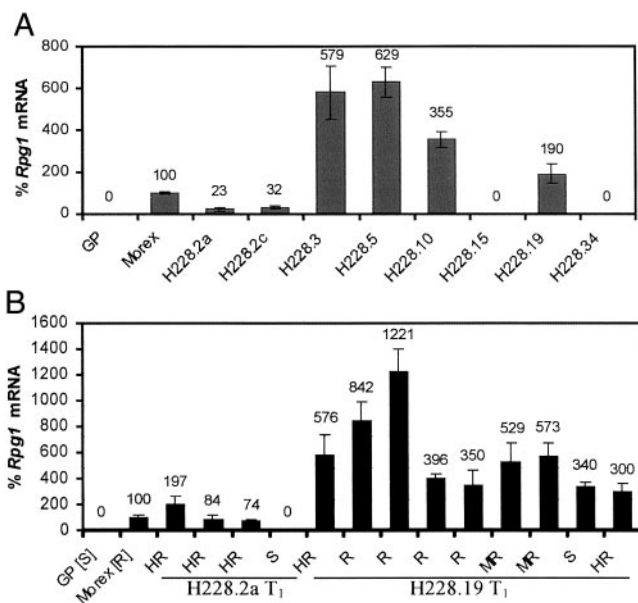 A
% Rpg1 mRNA
800
600
400
200
0
0
100
23
32
579
629
355
0
190
0
GP
Morex
H228.2a
H228.2c
H228.3
H228.5
H228.10
H228.15
H228.19
H228.34
B
% Rpg1 mRNA
1600
1400
1200
1000
800
600
400
200
0
0
100
197
84
74
0
576
842
1221
396
350
529
573
340
300
GP [S]
Morex [R]
HR
HR
HR
S
HR
R
R
R
R
MR
MR
S
HR
H228.2a T1
H228.19 T1